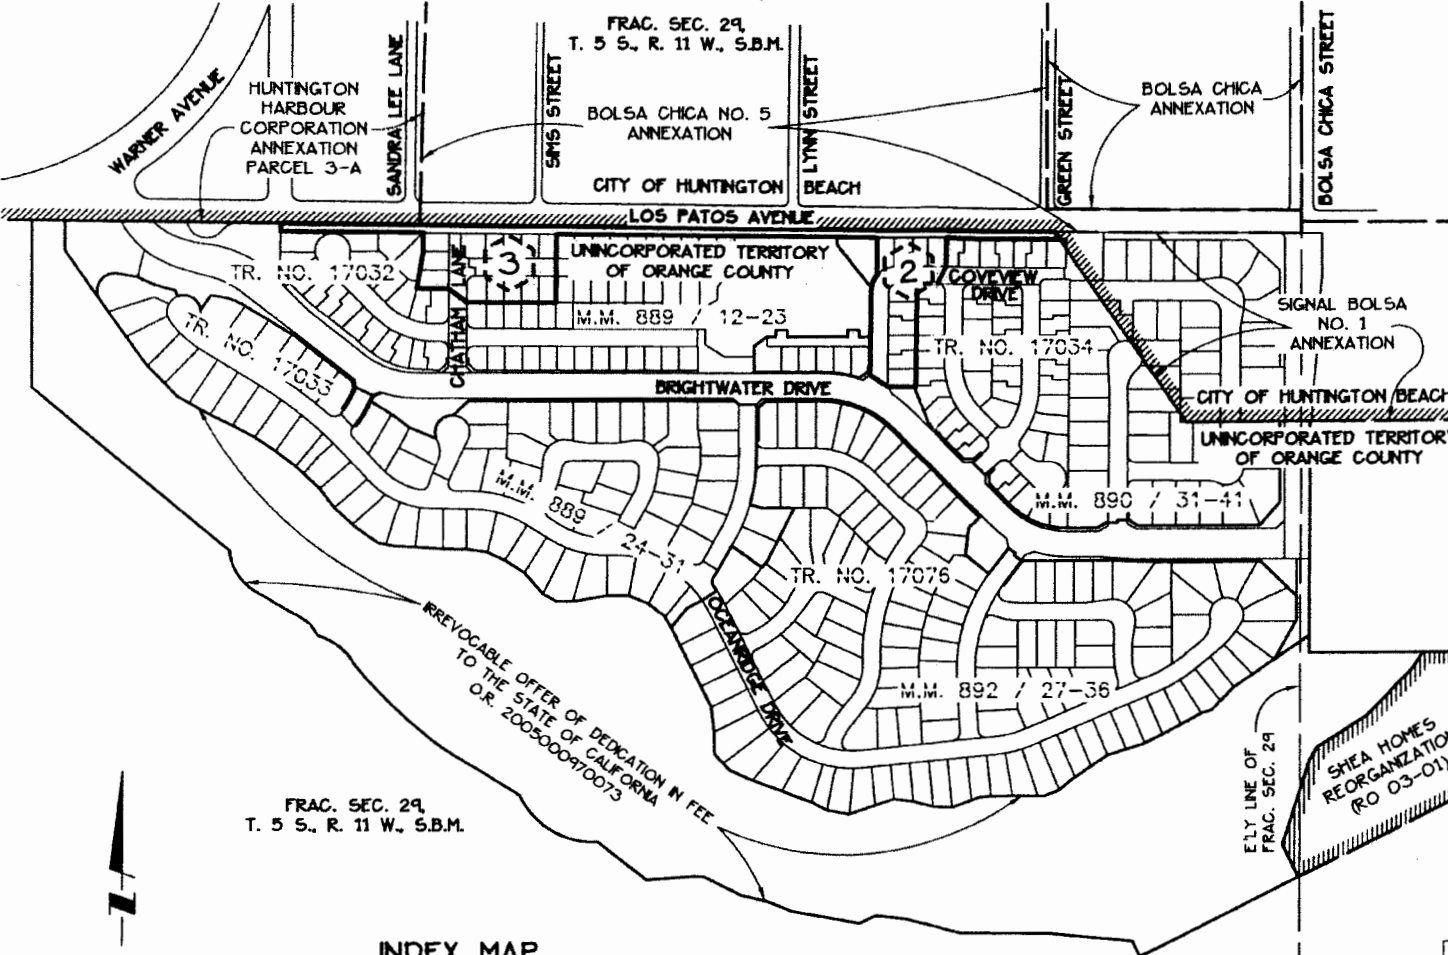 FRAC. SEC. 29,
T. 5 S., R. 11 W., S.B.M.
WARNER AVENUE
HUNTINGTON
HARBOUR
CORPORATION
ANNEXATION
PARCEL 3-A
SANDRA LEE LANE
SIMS STREET
BOLSA CHICA NO. 5
ANNEXATION
LYNN STREET
GREEN STREET
BOLSA CHICA
ANNEXATION
BOLSA CHICA STREET
CITY OF HUNTINGTON BEACH
LOS PATOS AVENUE
UNINCORPORATED TERRITORY
OF ORANGE COUNTY
TR. NO. 17032
CHATHAM LANE
3
2
COVEVIEW
DRIVE
M.M. 889 / 12-23
TR. NO. 17034
SIGNAL BOLSA
NO. 1
ANNEXATION
TR. NO. 17033
BRIGHTWATER DRIVE
CITY OF HUNTINGTON BEACH
UNINCORPORATED TERRITORY
OF ORANGE COUNTY
M.M. 889 / 24-31
M.M. 890 / 31-41
TR. NO. 17076
OCEANRIDGE DRIVE
M.M. 892 / 27-36
IRREVOCABLE OFFER OF DEDICATION IN FEE
TO THE STATE OF CALIFORNIA
O.R. 2005000970073
E'LY LINE OF
FRAC. SEC. 29
SHEA HOMES
REORGANIZATION
(RO 03-01)
FRAC. SEC. 29,
T. 5 S., R. 11 W., S.B.M.
INDEX MAP